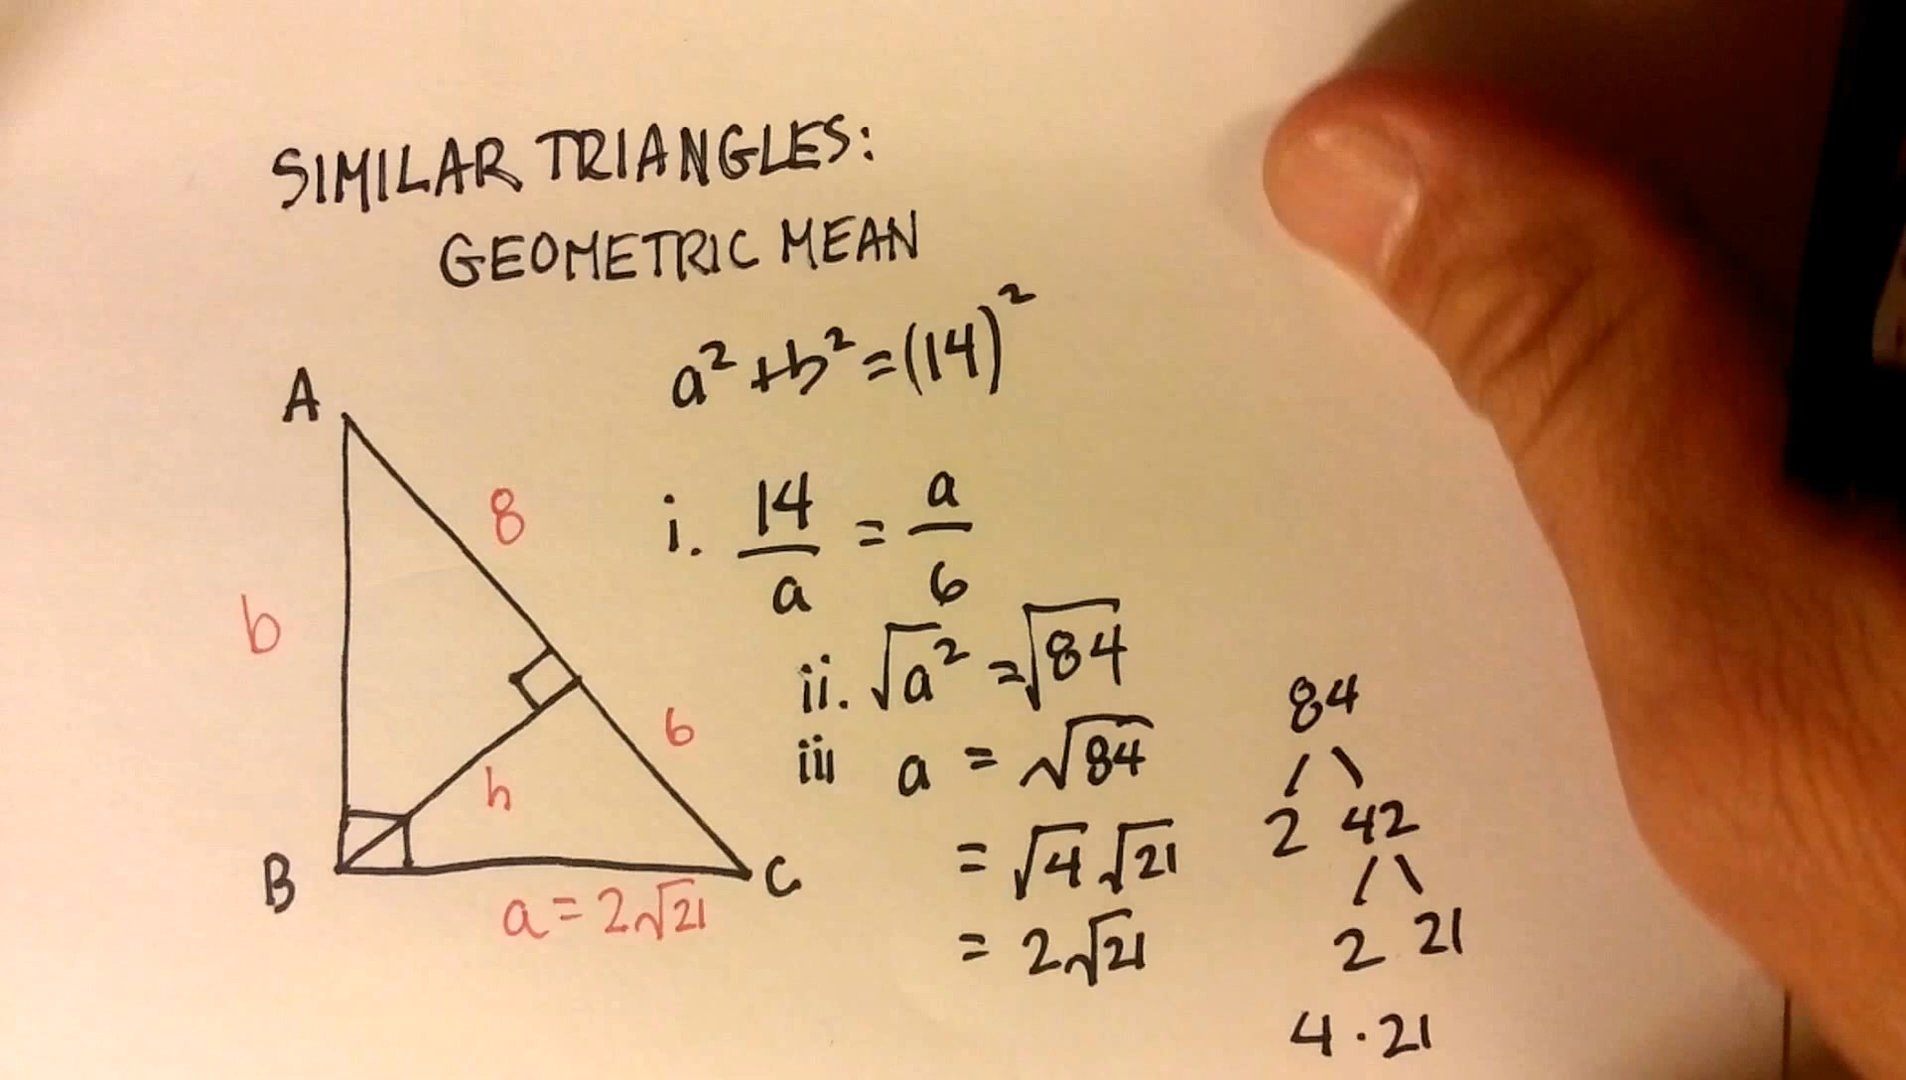 SIMILAR TRIANGLES:
GEOMETRIC MEAN
a² + b² = (14)²
A
8
b
6
h
B
C
a = 2√21
i. 14/a = a/6
ii. √a² = √84
iii a = √84
= √4 √21
= 2√21
84
2 42
2 21
4 · 21